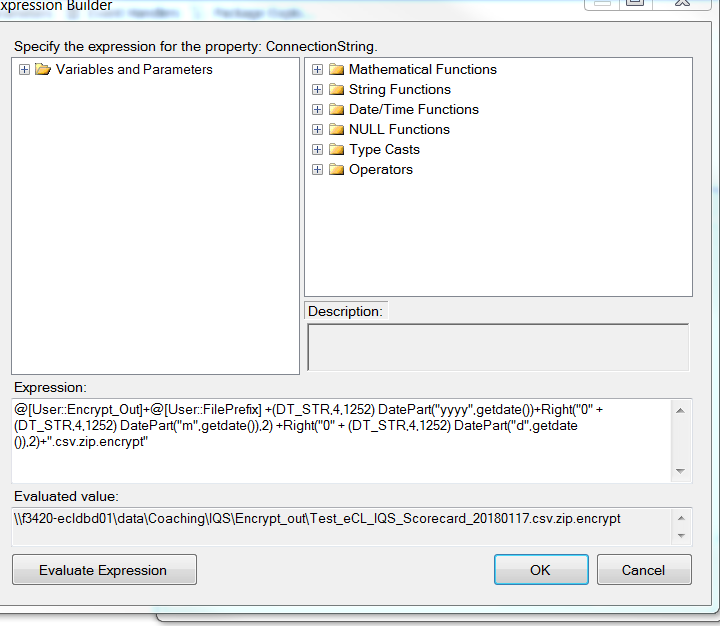 xpression Builder
Specify the expression for the property: ConnectionString.
Variables and Parameters
Mathematical Functions
String Functions
Date/Time Functions
NULL Functions
Type Casts
Operators
Description:
Expression:
@[User::Encrypt_Out]+@[User::FilePrefix] +(DT_STR,4,1252) DatePart("yyyy",getdate())+Right("0" +
(DT_STR,4,1252) DatePart("m",getdate()),2) +Right("0" + (DT_STR,4,1252) DatePart("d",getdate
()),2)+".csv.zip.encrypt"
Evaluated value:
\\f3420-ecldbd01\data\Coaching\IQS\Encrypt_out\Test_eCL_IQS_Scorecard_20180117.csv.zip.encrypt
Evaluate Expression
OK
Cancel